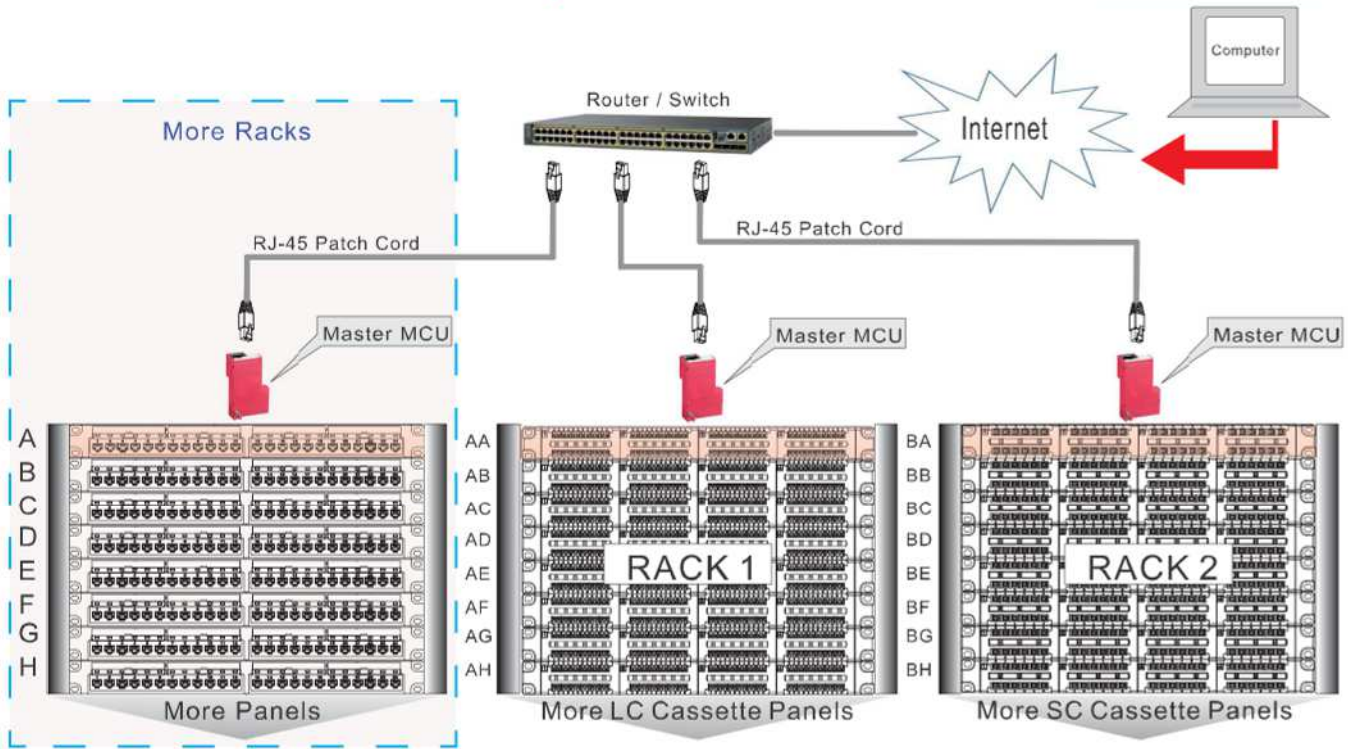 Computer
Router / Switch
Internet
More Racks
RJ-45 Patch Cord
RJ-45 Patch Cord
Master MCU
Master MCU
Master MCU
A
B
C
D
E
F
G
H
More Panels
AA
AB
AC
AD
AE
AF
AG
AH
RACK 1
More LC Cassette Panels
BA
BB
BC
BD
BE
BF
BG
BH
RACK 2
More SC Cassette Panels